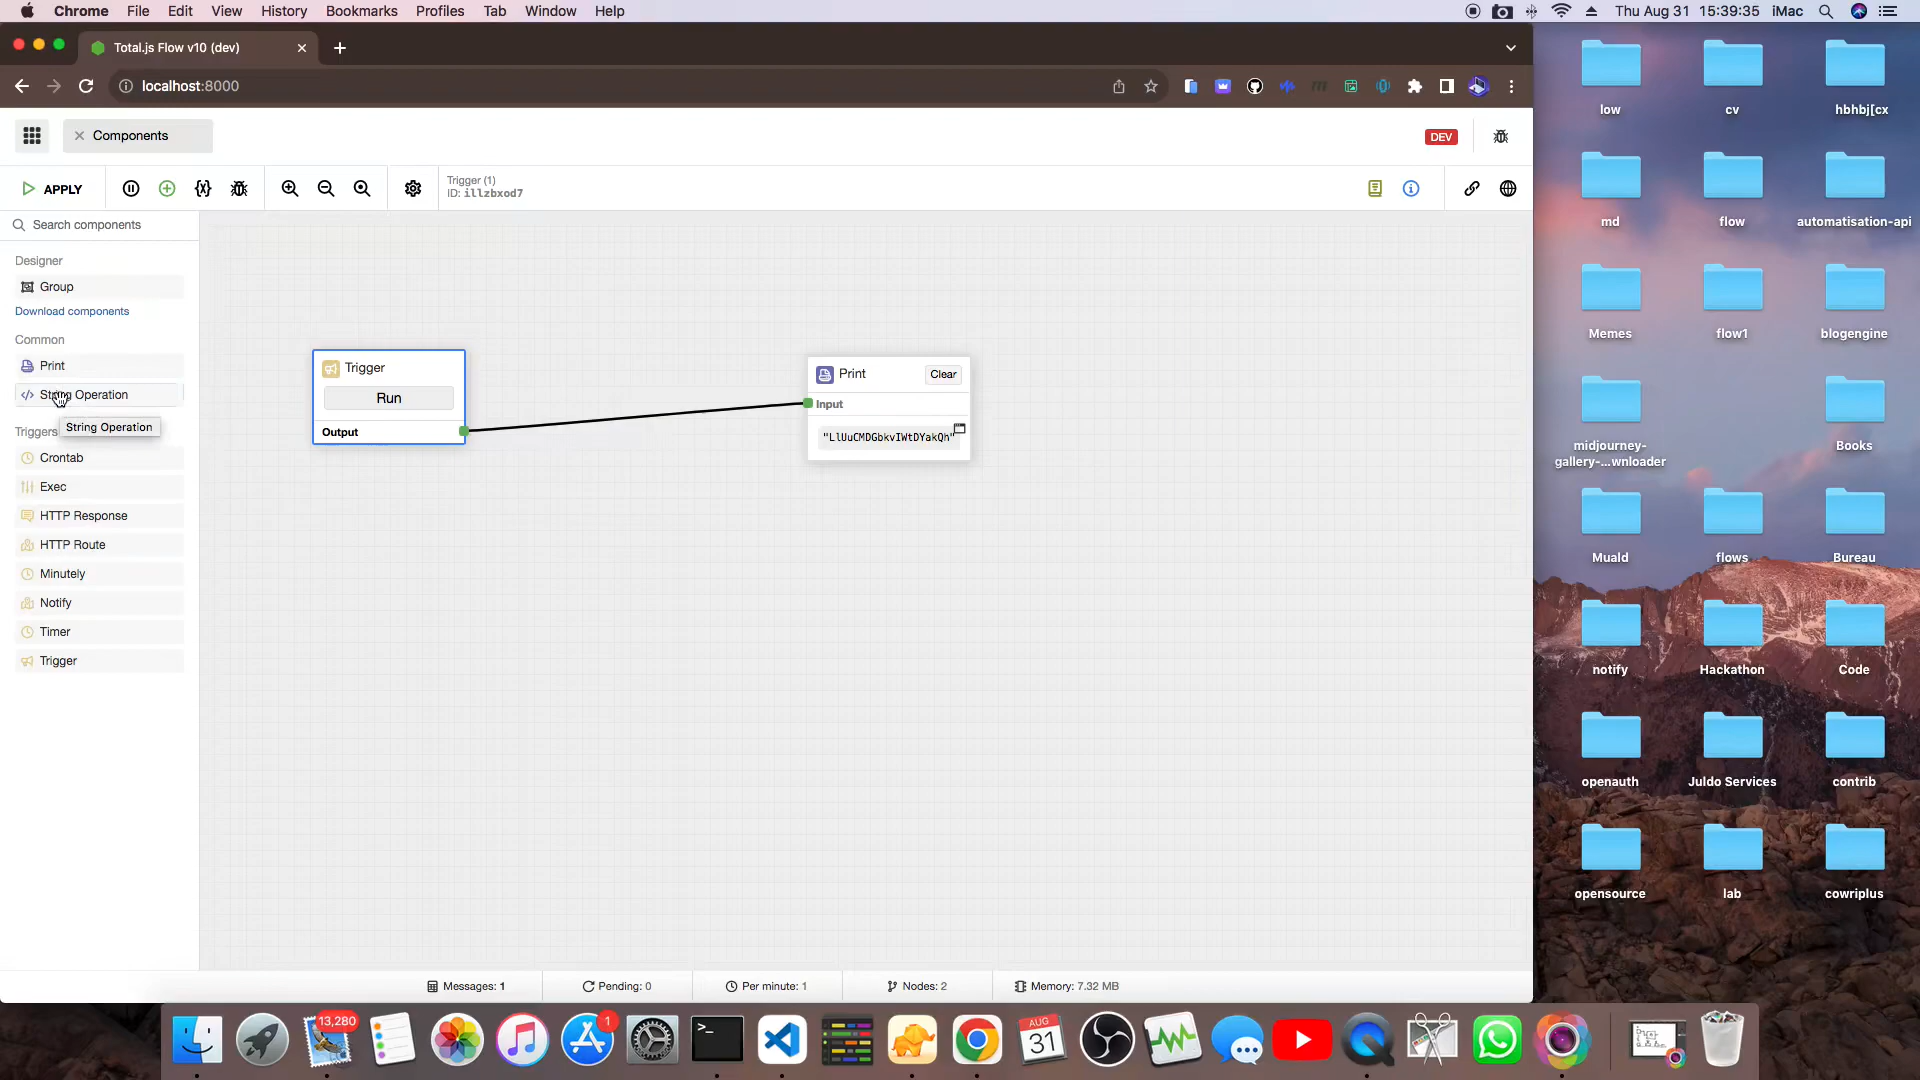 Chrome File Edit View History Bookmarks Profiles Tab Window Help
Thu Aug 31 15:39:35 iMac
Total.js Flow v10 (dev)
localhost:8000
Components
DEV
APPLY
Trigger (1)
ID: illzbxod7
Search components
Designer
Group
Download components
Common
Print
String Operation
String Operation
Triggers
Crontab
Exec
HTTP Response
HTTP Route
Minutely
Notify
Timer
Trigger
Trigger
Run
Output
Print
Clear
Input
"LlUuCMDGbkvIWtDYakQh"
Messages: 1
Pending: 0
Per minute: 1
Nodes: 2
Memory: 7.32 MB
low
cv
hbhbj[cx
md
flow
automatisation-api
Memes
flow1
blogengine
midjourney-
gallery-...wnloader
Books
Muald
flows
Bureau
notify
Hackathon
Code
openauth
Juldo Services
contrib
opensource
lab
cowriplus
13,280
1
AUG
31